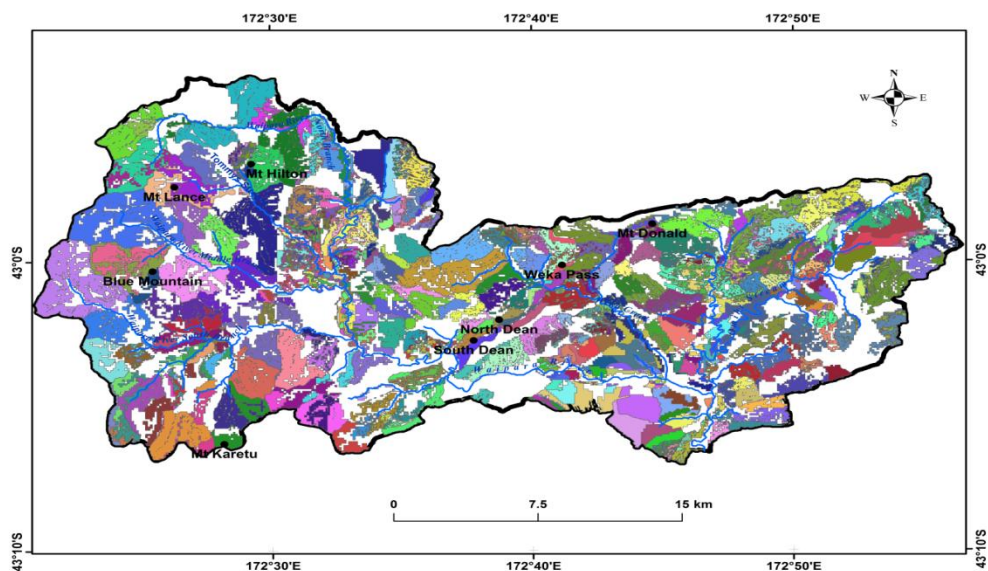 172°30'E 172°40'E 172°50'E
N
W E
S
Mt Hilton
Mt Lance
Mt Donald
43°0'S 43°0'S
Weka Pass
Blue Mountain
Middle
North Dean
South Dean
Waipara
Mt Karetu
0 7.5 15 km
43°10'S 43°10'S
172°30'E 172°40'E 172°50'E